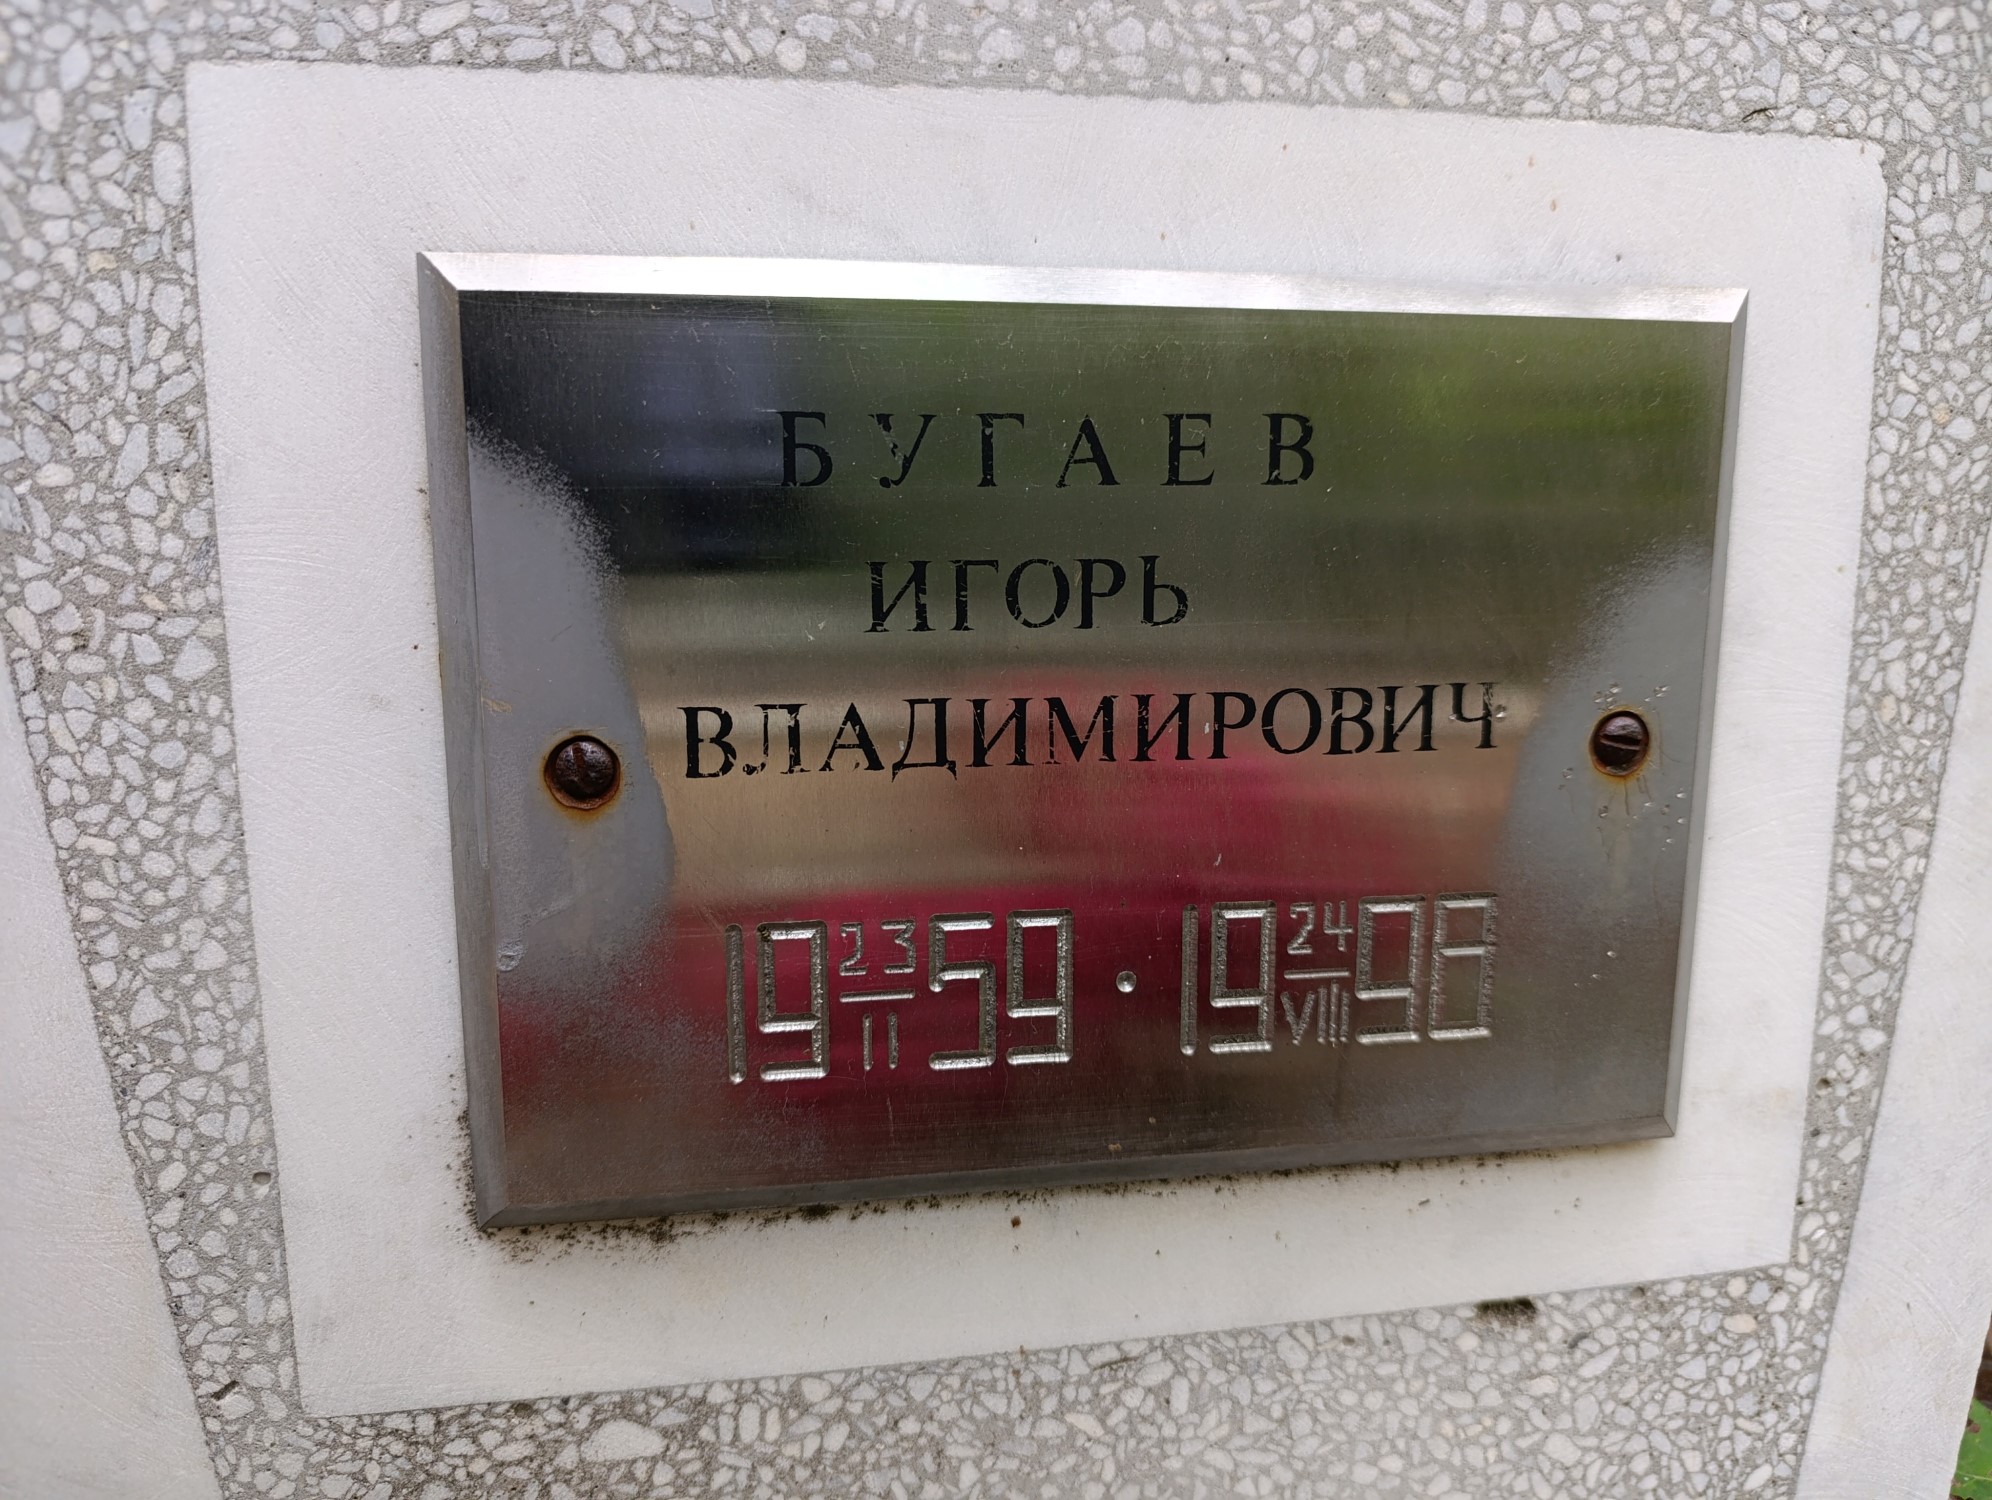 БУГАЕВ
ИГОРЬ
ВЛАДИМИРОВИЧ
19 23/II 59 · 19 24/VIII 98